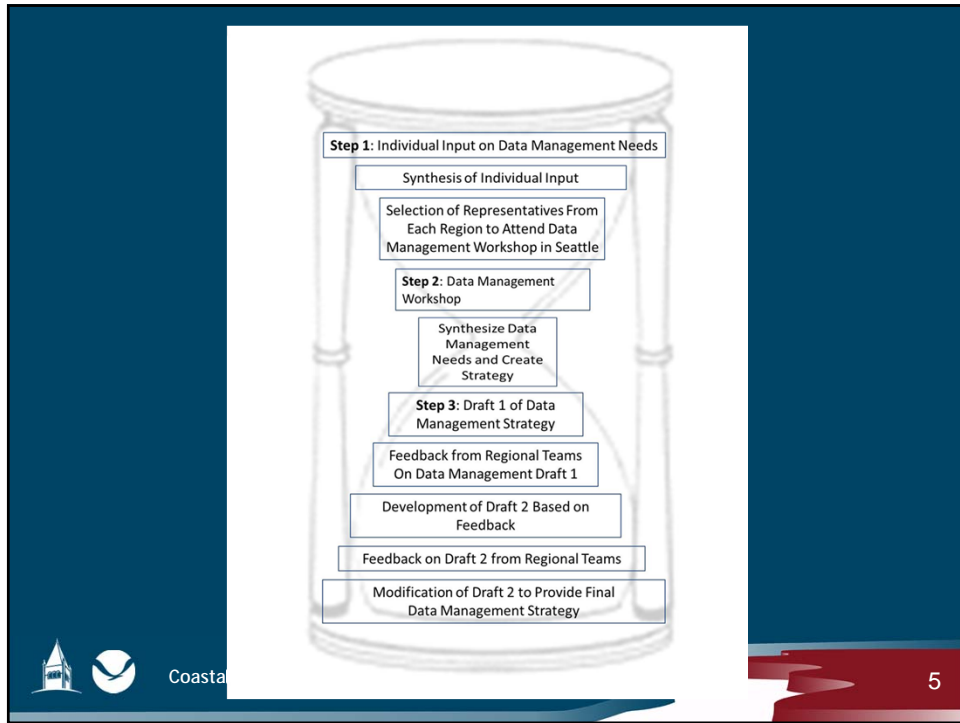 Step 1: Individual Input on Data Management Needs
Synthesis of Individual Input
Selection of Representatives From
Each Region to Attend Data
Management Workshop in Seattle
Step 2: Data Management
Workshop
Synthesize Data
Management
Needs and Create
Strategy
Step 3: Draft 1 of Data
Management Strategy
Feedback from Regional Teams
On Data Management Draft 1
Development of Draft 2 Based on
Feedback
Feedback on Draft 2 from Regional Teams
Modification of Draft 2 to Provide Final
Data Management Strategy
Coastal
5